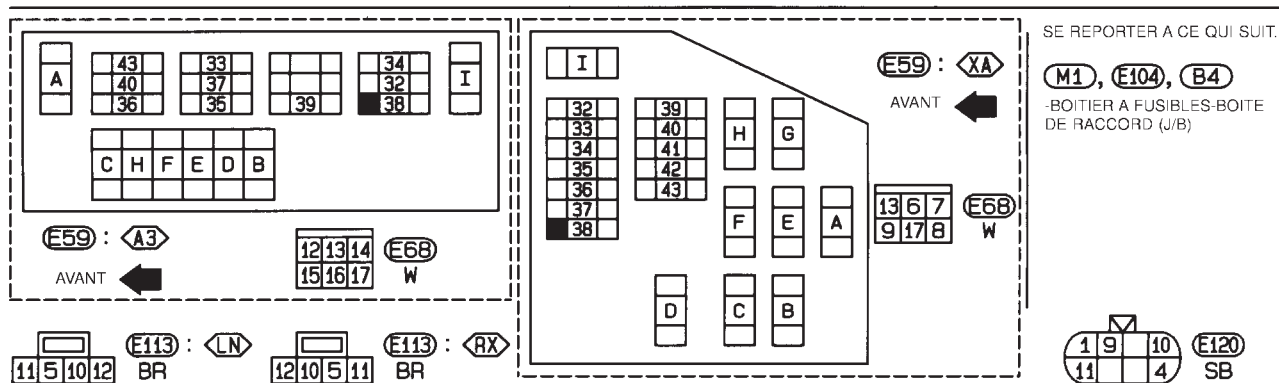 A
43 33 34
40 37 32
36 35 39 38
I
C H F E D B
E59 : A3
AVANT
12 13 14
15 16 17
E68
W
I
32 39
33 40
34 41
35 42
36 43
37
38
H G
F E A
D C B
E59 : XA
AVANT
13 6 7
9 17 8
E68
W
SE REPORTER A CE QUI SUIT.
M1, E104, B4
-BOITIER A FUSIBLES-BOITE
DE RACCORD (J/B)
11 5 10 12
E113 : LN
BR
12 10 5 11
E113 : RX
BR
1 9 10
11 4
E120
SB